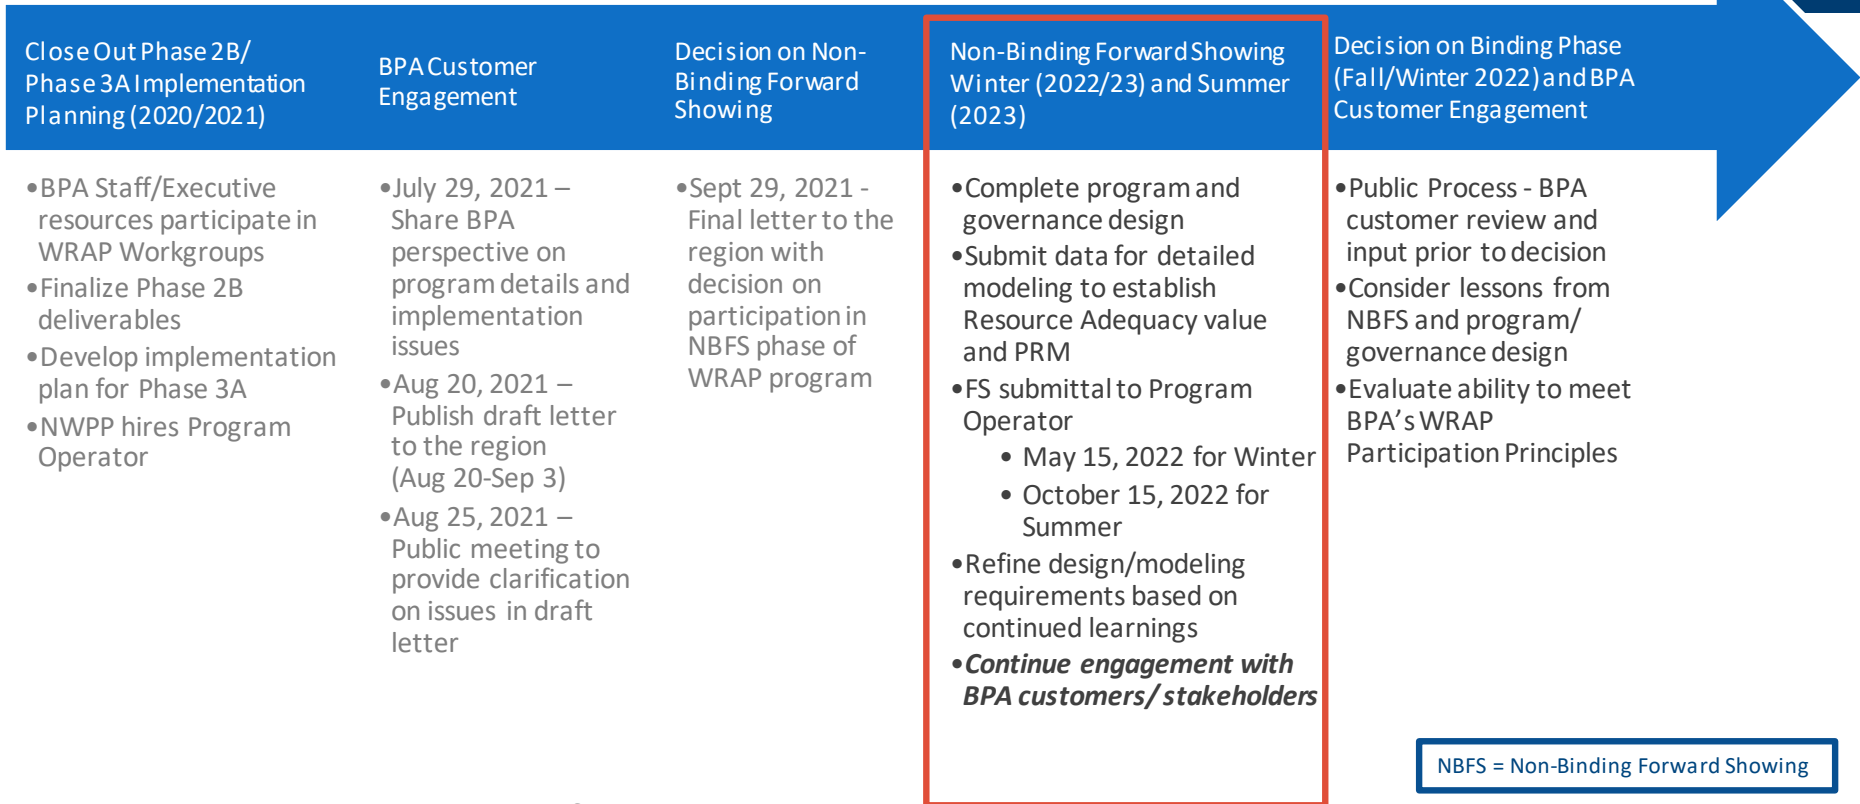 Close Out Phase 2B/
Phase 3A Implementation
Planning (2020/2021)
•BPA Staff/Executive
resources participate in
WRAP Workgroups
•Finalize Phase 2B
deliverables
•Develop implementation
plan for Phase 3A
•NWPP hires Program
Operator
BPA Customer
Engagement
•July 29, 2021 –
Share BPA
perspective on
program details and
implementation
issues
•Aug 20, 2021 –
Publish draft letter
to the region
(Aug 20-Sep 3)
•Aug 25, 2021 –
Public meeting to
provide clarification
on issues in draft
letter
Decision on Non-
Binding Forward
Showing
•Sept 29, 2021 -
Final letter to the
region with
decision on
participation in
NBFS phase of
WRAP program
Non-Binding Forward Showing
Winter (2022/23) and Summer
(2023)
•Complete program and
governance design
•Submit data for detailed
modeling to establish
Resource Adequacy value
and PRM
•FS submittal to Program
Operator
• May 15, 2022 for Winter
• October 15, 2022 for
Summer
•Refine design/modeling
requirements based on
continued learnings
•Continue engagement with
BPA customers/ stakeholders
Decision on Binding Phase
(Fall/Winter 2022) and BPA
Customer Engagement
•Public Process - BPA
customer review and
input prior to decision
•Consider lessons from
NBFS and program/
governance design
•Evaluate ability to meet
BPA's WRAP
Participation Principles
NBFS = Non-Binding Forward Showing